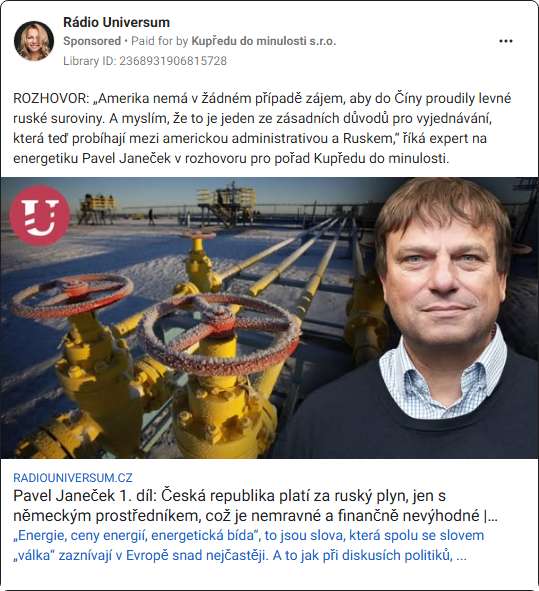 Rádio Universum
Sponsored • Paid for by Kupředu do minulosti s.r.o.
Library ID: 2368931906815728
ROZHOVOR: „Amerika nemá v žádném případě zájem, aby do Číny proudily levné
ruské suroviny. A myslím, že to je jeden ze zásadních důvodů pro vyjednávání,
která teď probíhají mezi americkou administrativou a Ruskem,“ říká expert na
energetiku Pavel Janeček v rozhovoru pro pořad Kupředu do minulosti.
U
RADIOUNIVERSUM.CZ
Pavel Janeček 1. díl: Česká republika platí za ruský plyn, jen s
německým prostředníkem, což je nemravné a finančně nevýhodné |...
„Energie, ceny energií, energetická bída“, to jsou slova, která spolu se slovem
„válka“ zaznívají v Evropě snad nejčastěji. A to jak při diskusích politiků, ...